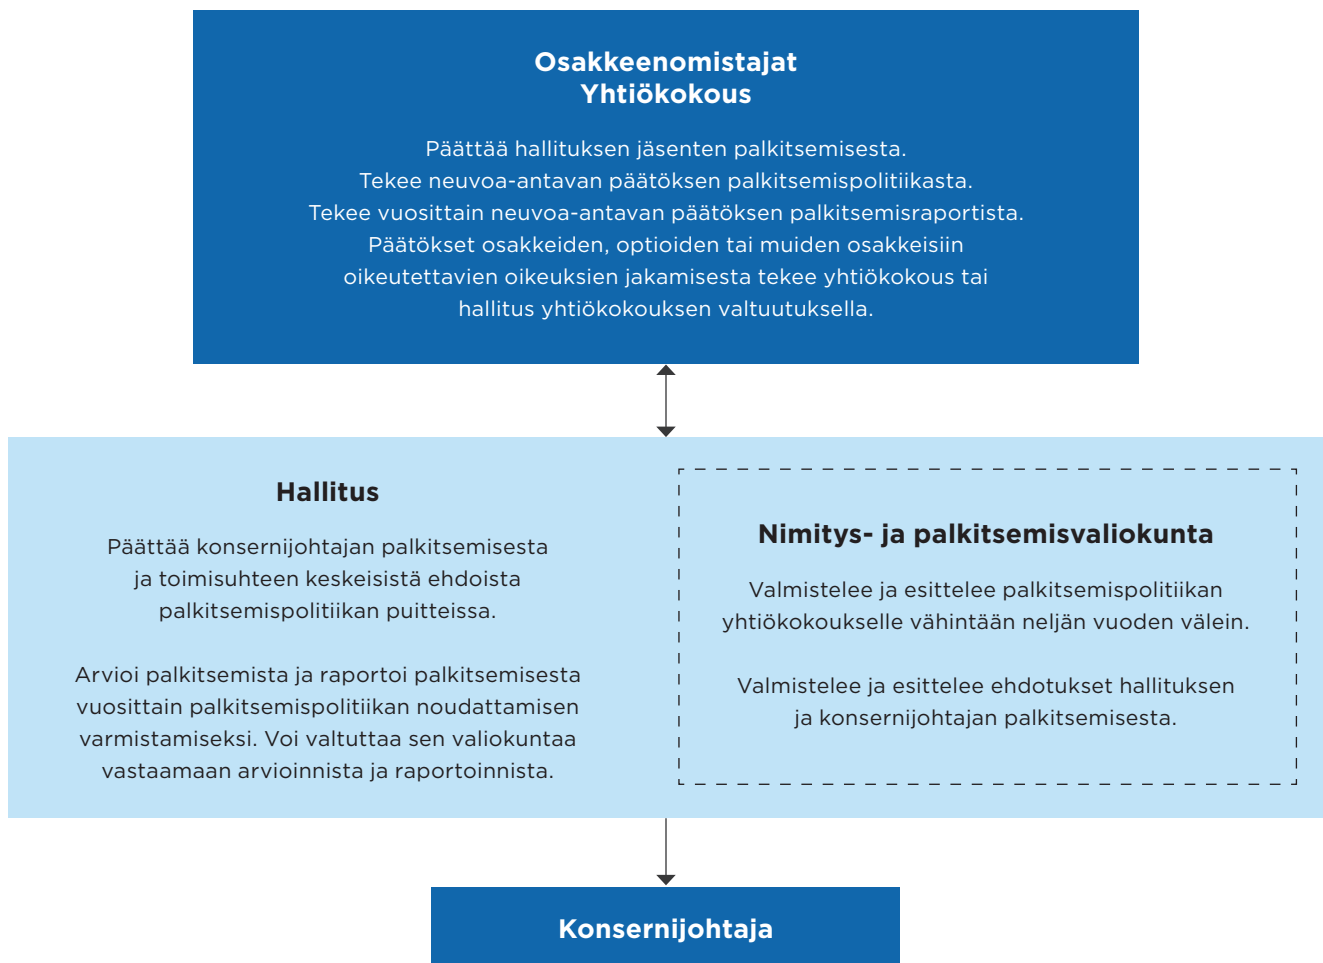 Osakkeenomistajat
Yhtiökokous
Päättää hallituksen jäsenten palkitsemisesta.
Tekee neuvoa-antavan päätöksen palkitsemispolitiikasta.
Tekee vuosittain neuvoa-antavan päätöksen palkitsemisraportista.
Päätökset osakkeiden, optioiden tai muiden osakkeisiin
oikeutettavien oikeuksien jakamisesta tekee yhtiökokous tai
hallitus yhtiökokouksen valtuutuksella.
Hallitus
Päättää konsernijohtajan palkitsemisesta
ja toimisuhteen keskeisistä ehdoista
palkitsemispolitiikan puitteissa.
Arvioi palkitsemista ja raportoi palkitsemisesta
vuosittain palkitsemispolitiikan noudattamisen
varmistamiseksi. Voi valtuuttaa sen valiokuntaa
vastaamaan arvioinnista ja raportoinnista.
Nimitys- ja palkitsemisvaliokunta
Valmistelee ja esittelee palkitsemispolitiikan
yhtiökokoukselle vähintään neljän vuoden välein.
Valmistelee ja esittelee ehdotukset hallituksen
ja konsernijohtajan palkitsemisesta.
Konsernijohtaja